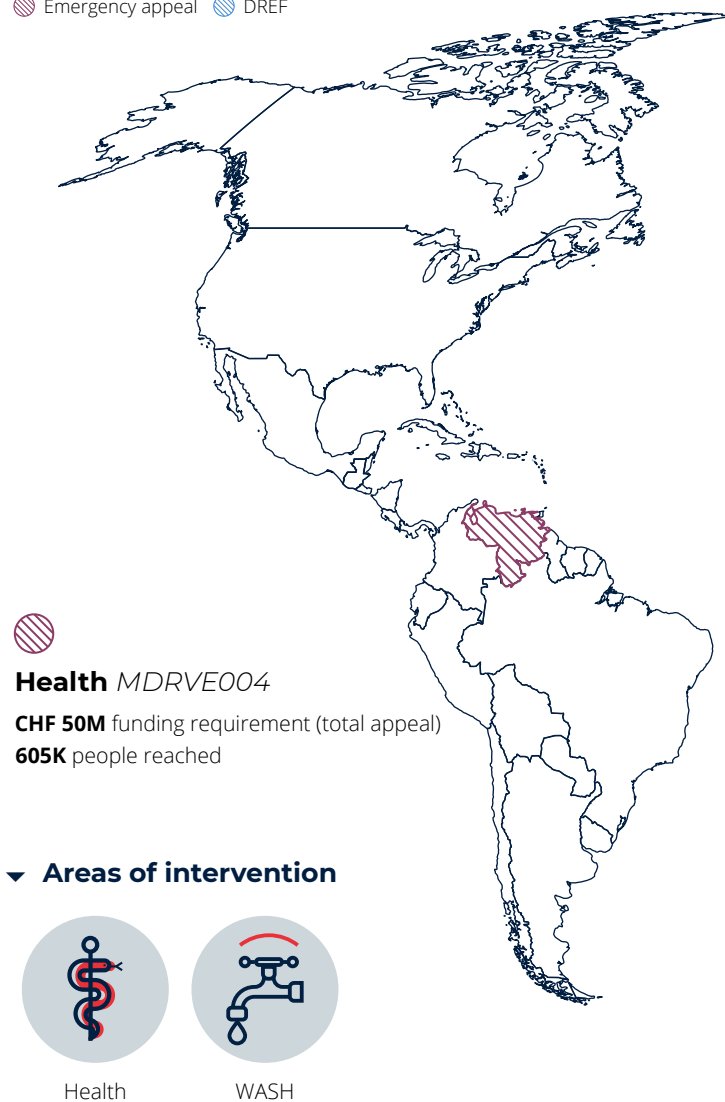 Emergency appeal DREF
Health MDRVE004
CHF 50M funding requirement (total appeal)
605K people reached
Areas of intervention
Health WASH